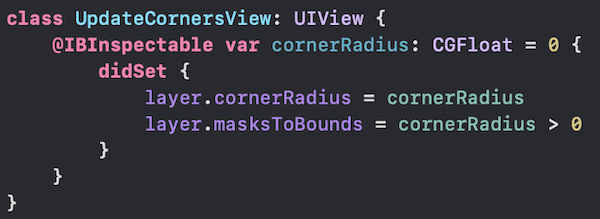 class UpdateCornersView: UIView {
    @IBInspectable var cornerRadius: CGFloat = 0 {
        didSet {
            layer.cornerRadius = cornerRadius
            layer.masksToBounds = cornerRadius > 0
        }
    }
}